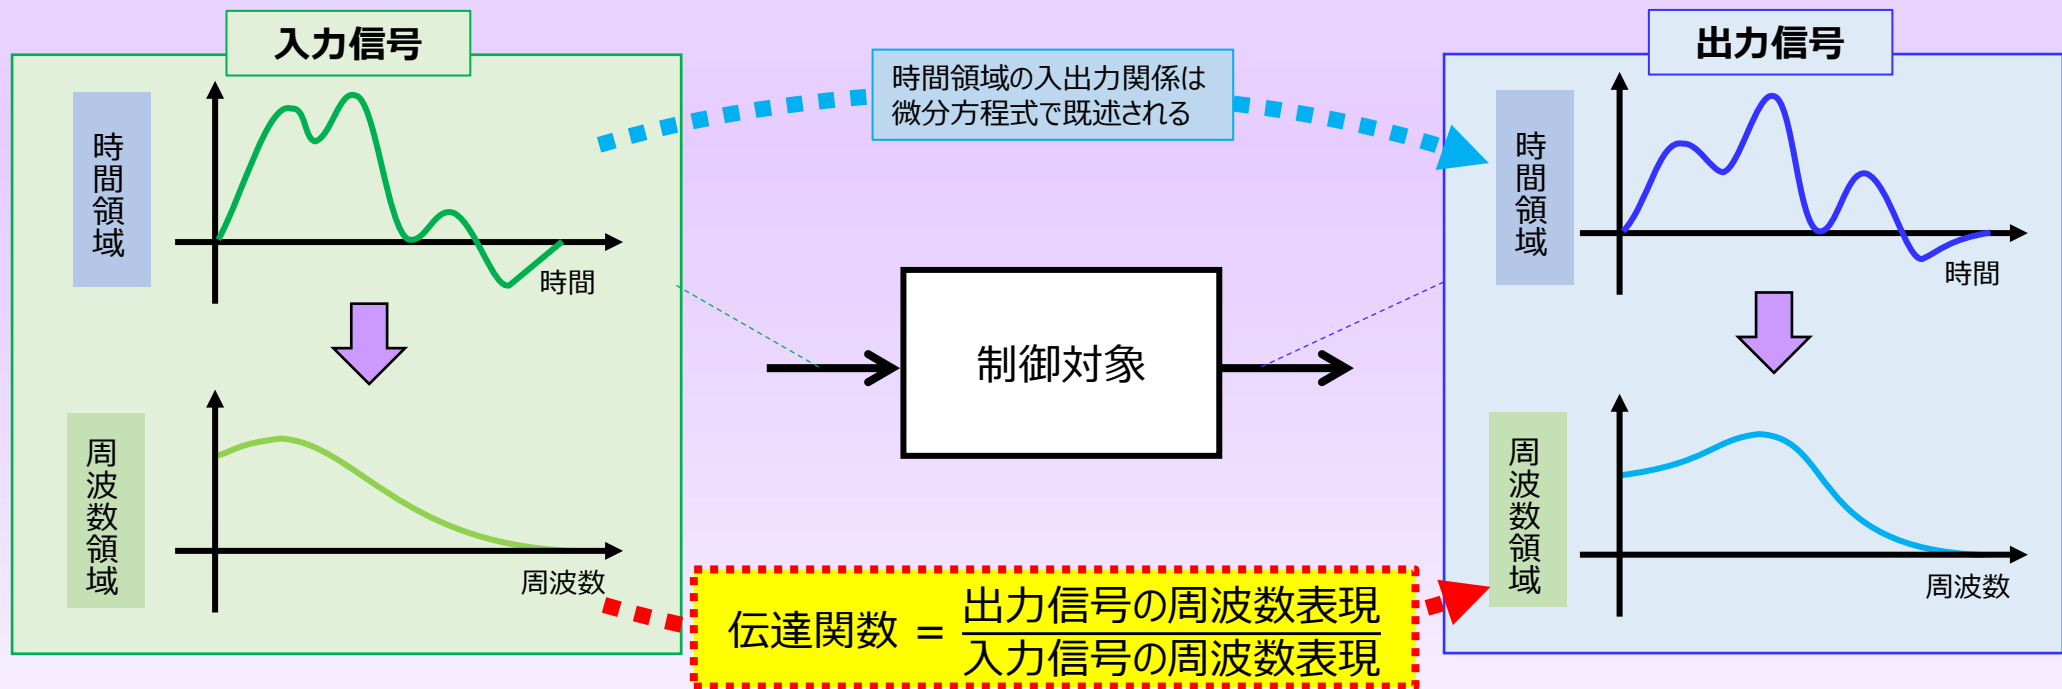 入力信号
時間領域
時間
周波数領域
周波数
時間領域の入出力関係は
微分方程式で既述される
制御対象
伝達関数 = 出力信号の周波数表現
入力信号の周波数表現
出力信号
時間領域
時間
周波数領域
周波数